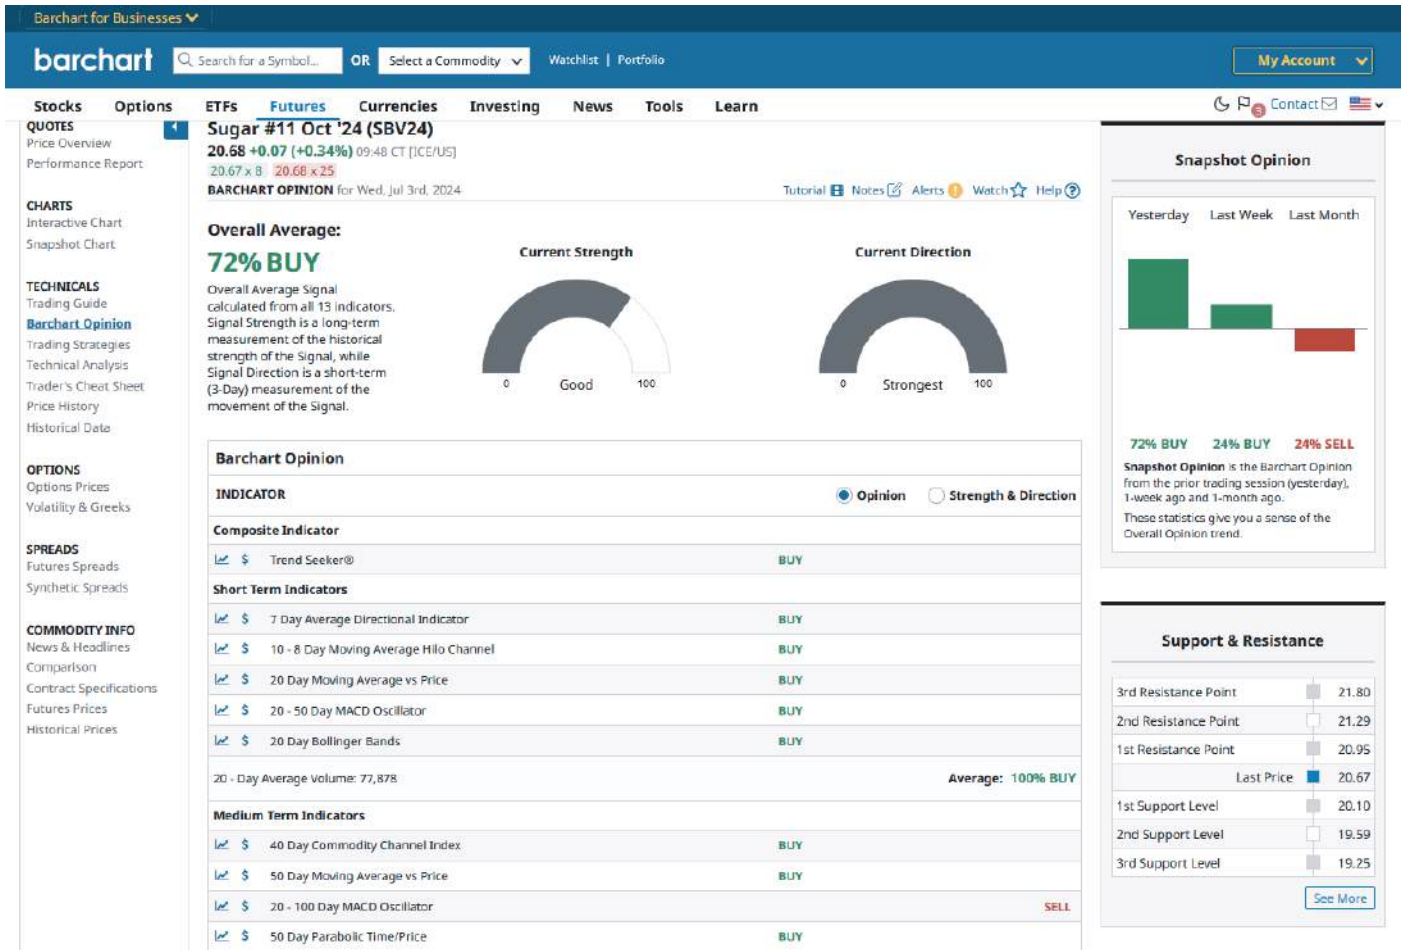 Barchart for Businesses
barchart Search for a Symbol... OR Select a Commodity Watchlist | Portfolio My Account
Stocks Options ETFs Futures Currencies Investing News Tools Learn Contact
QUOTES
Price Overview
Performance Report
CHARTS
Interactive Chart
Snapshot Chart
TECHNICALS
Trading Guide
Barchart Opinion
Trading Strategies
Technical Analysis
Trader's Cheat Sheet
Price History
Historical Data
OPTIONS
Options Prices
Volatility & Greeks
SPREADS
Futures Spreads
Synthetic Spreads
COMMODITY INFO
News & Headlines
Comparison
Contract Specifications
Futures Prices
Historical Prices
Sugar #11 Oct '24 (SBV24)
20.68 +0.07 (+0.34%) 09:48 CT [ICE/US]
20.67 x 8 20.68 x 25
BARCHART OPINION for Wed, Jul 3rd, 2024
Tutorial Notes Alerts Watch Help
Overall Average:
72% BUY
Overall Average Signal
calculated from all 13 indicators.
Signal Strength is a long-term
measurement of the historical
strength of the Signal, while
Signal Direction is a short-term
(3-Day) measurement of the
movement of the Signal.
Current Strength
0 Good 100
Current Direction
0 Strongest 100
Barchart Opinion
INDICATOR Opinion Strength & Direction
Composite Indicator
$ Trend Seeker® BUY
Short Term Indicators
$ 7 Day Average Directional Indicator BUY
$ 10 - 8 Day Moving Average Hilo Channel BUY
$ 20 Day Moving Average vs Price BUY
$ 20 - 50 Day MACD Oscillator BUY
$ 20 Day Bollinger Bands BUY
20 - Day Average Volume: 77,878 Average: 100% BUY
Medium Term Indicators
$ 40 Day Commodity Channel Index BUY
$ 50 Day Moving Average vs Price BUY
$ 20 - 100 Day MACD Oscillator SELL
$ 50 Day Parabolic Time/Price BUY
Snapshot Opinion
Yesterday Last Week Last Month
72% BUY 24% BUY 24% SELL
Snapshot Opinion is the Barchart Opinion
from the prior trading session (yesterday),
1-week ago and 1-month ago.
These statistics give you a sense of the
Overall Opinion trend.
Support & Resistance
3rd Resistance Point 21.80
2nd Resistance Point 21.29
1st Resistance Point 20.95
Last Price 20.67
1st Support Level 20.10
2nd Support Level 19.59
3rd Support Level 19.25
See More